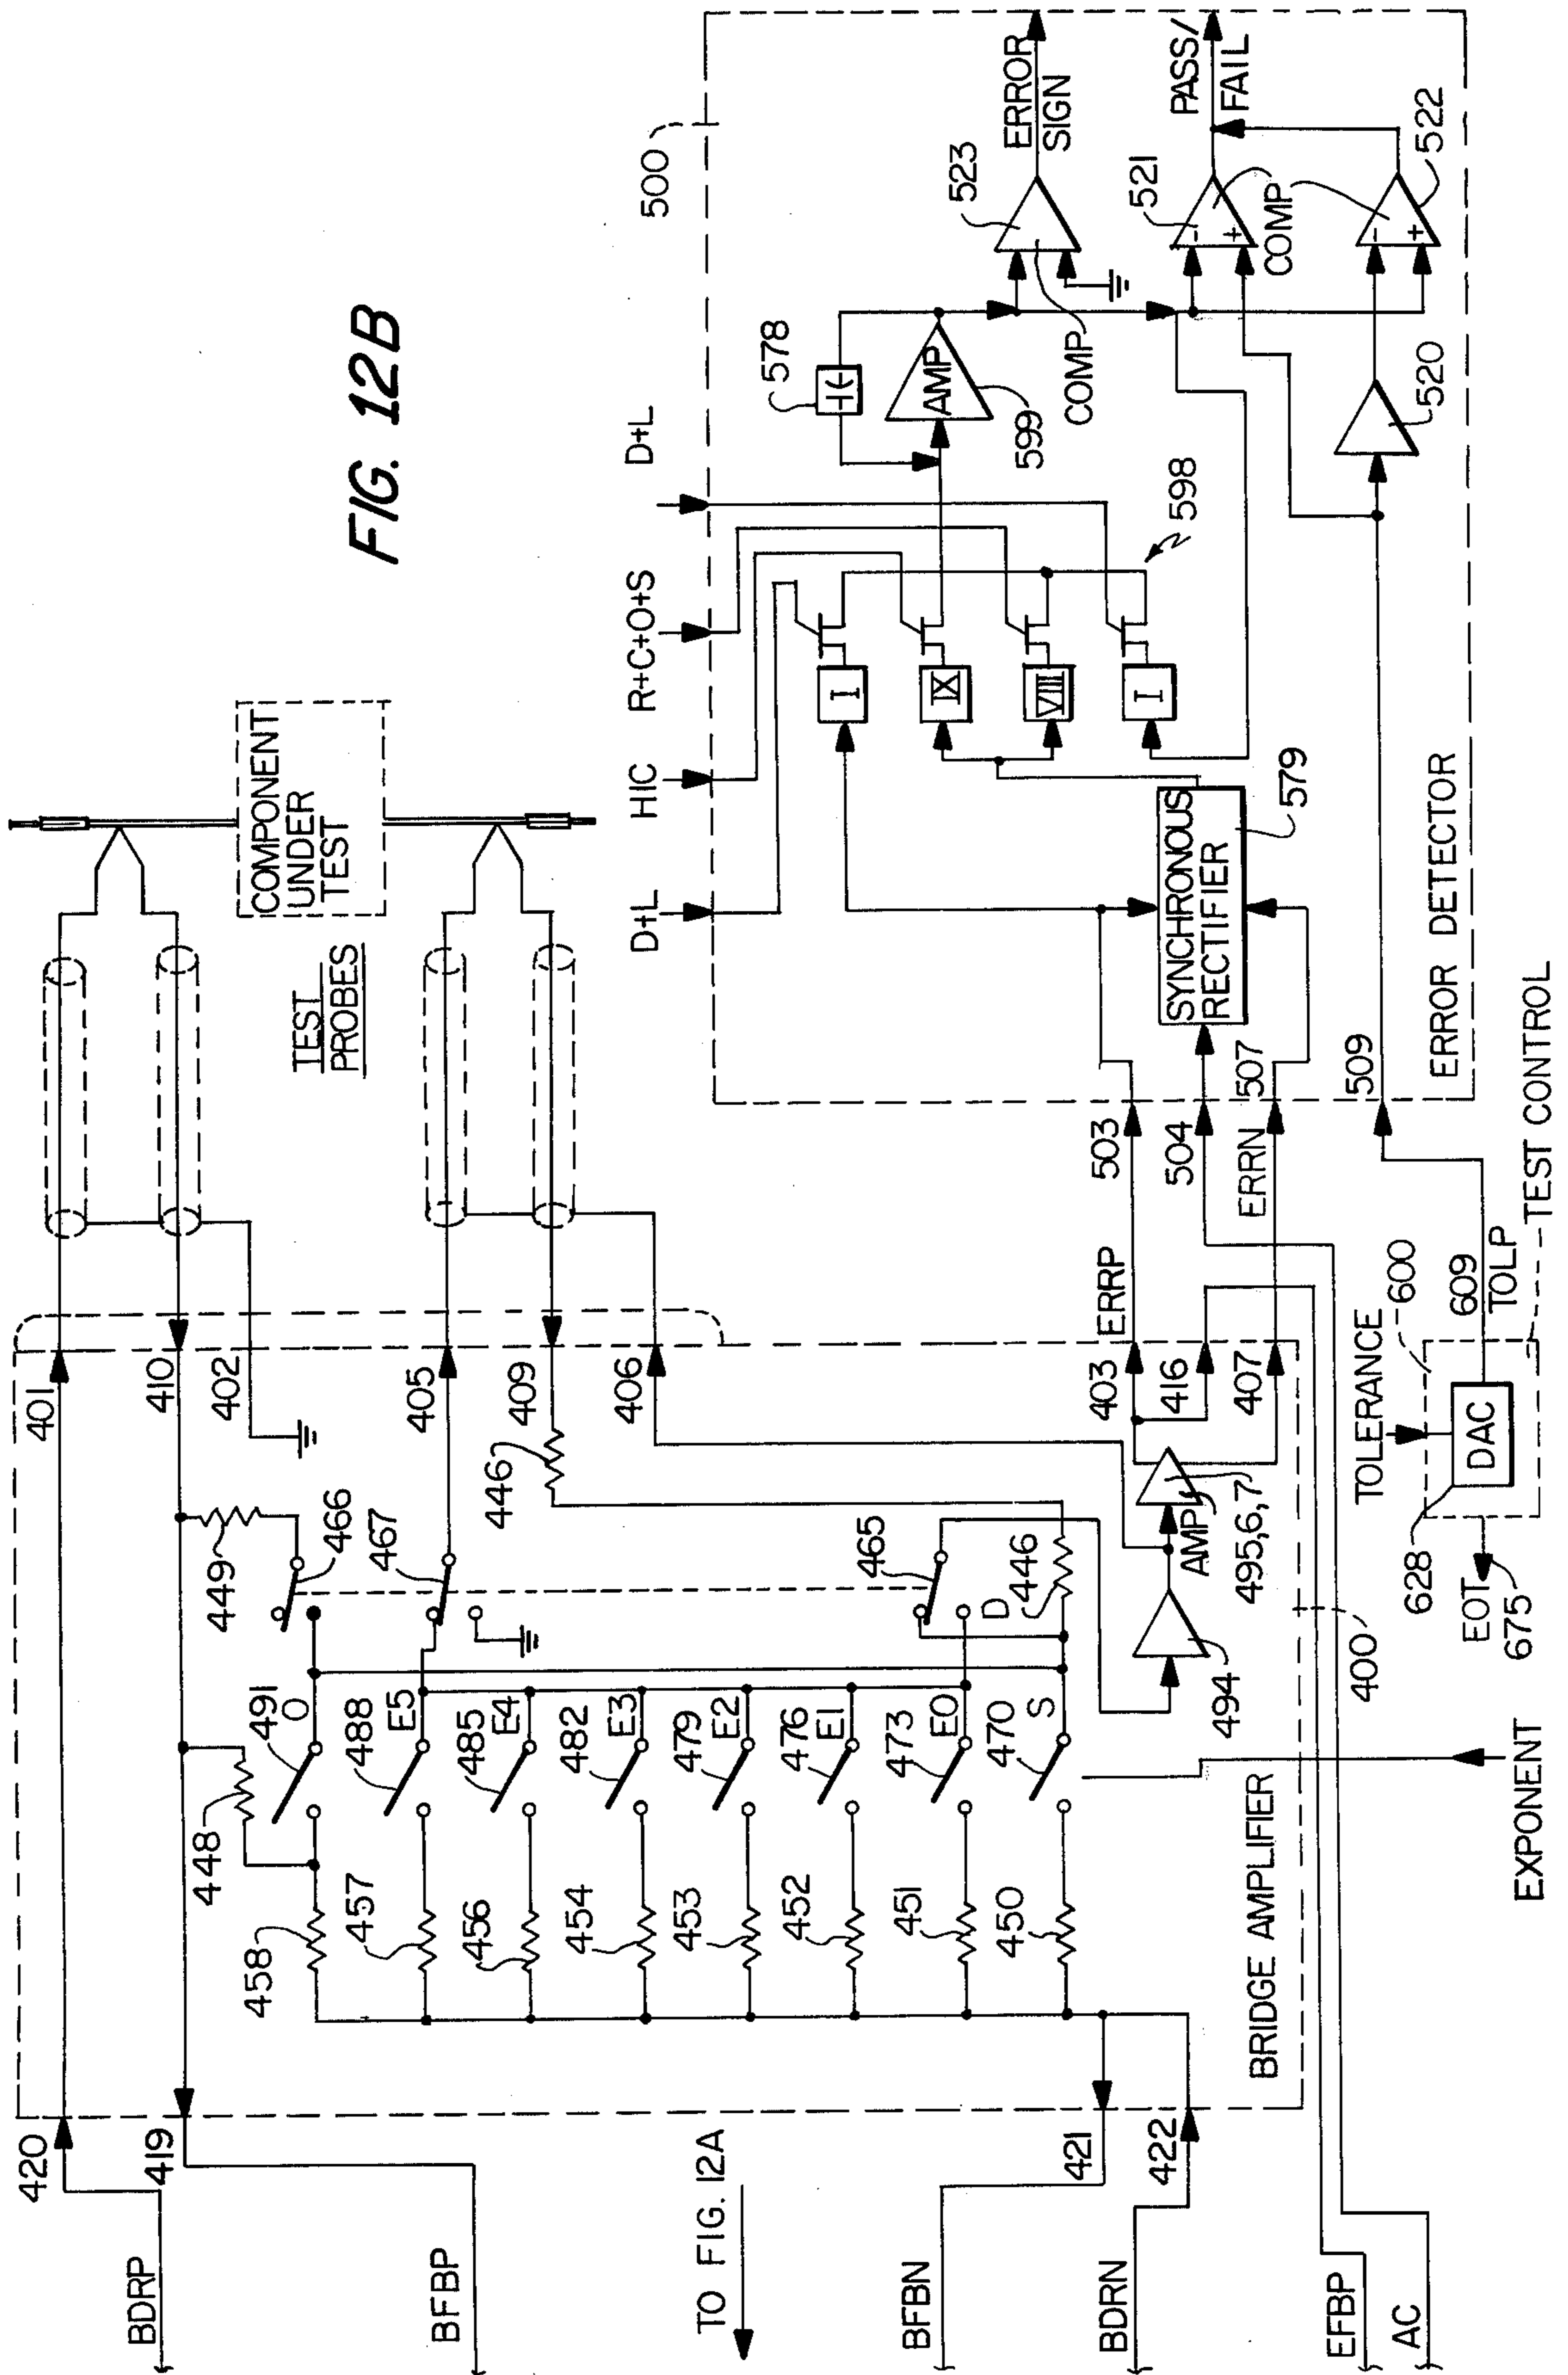 FIG. 12B
BDRP
420
401
BFBP
419
410
402
TO FIG. 12A
BFBN
421
BDRN
422
EFBP
AC
449
466
467
405
446
409
406
448
491
O
458
457
488
E5
456
485
E4
454
482
E3
453
479
E2
452
476
E1
451
473
E0
450
470
S
465
D
446
494
AMP
495,6,7
403
416
407
ERRP
BRIDGE AMPLIFIER
400
EXPONENT
TEST
PROBES
COMPONENT
UNDER
TEST
D+L
HIC
R+C+O+S
D+L
500
503
504
ERRN
507
509
SYNCHRONOUS
RECTIFIER
579
I
IX
VIII
I
598
578
AMP
599
COMP
523
ERROR
SIGN
521
-
+
COMP
PASS/
FAIL
-
+
522
520
ERROR DETECTOR
TOLERANCE
600
609
TOLP
DAC
628
EOT
675
TEST CONTROL